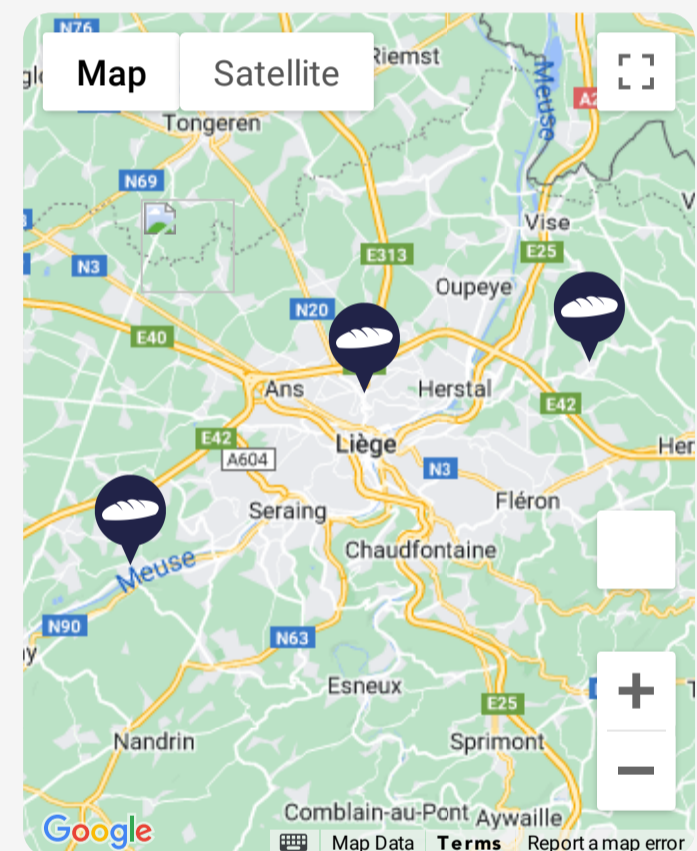 N76
Map
Satellite
Riemst
Meuse
Tongeren
N69
Vise
E25
N3
E313
Oupeye
N20
E40
Ans
Herstal
E42
E42
Liège
A604
N3
Seraing
Fléron
Chaudfontaine
Meuse
N90
N63
Esneux
E25
Nandrin
Sprimont
Comblain-au-Pont
Aywaille
Google
Map Data
Terms
Report a map error